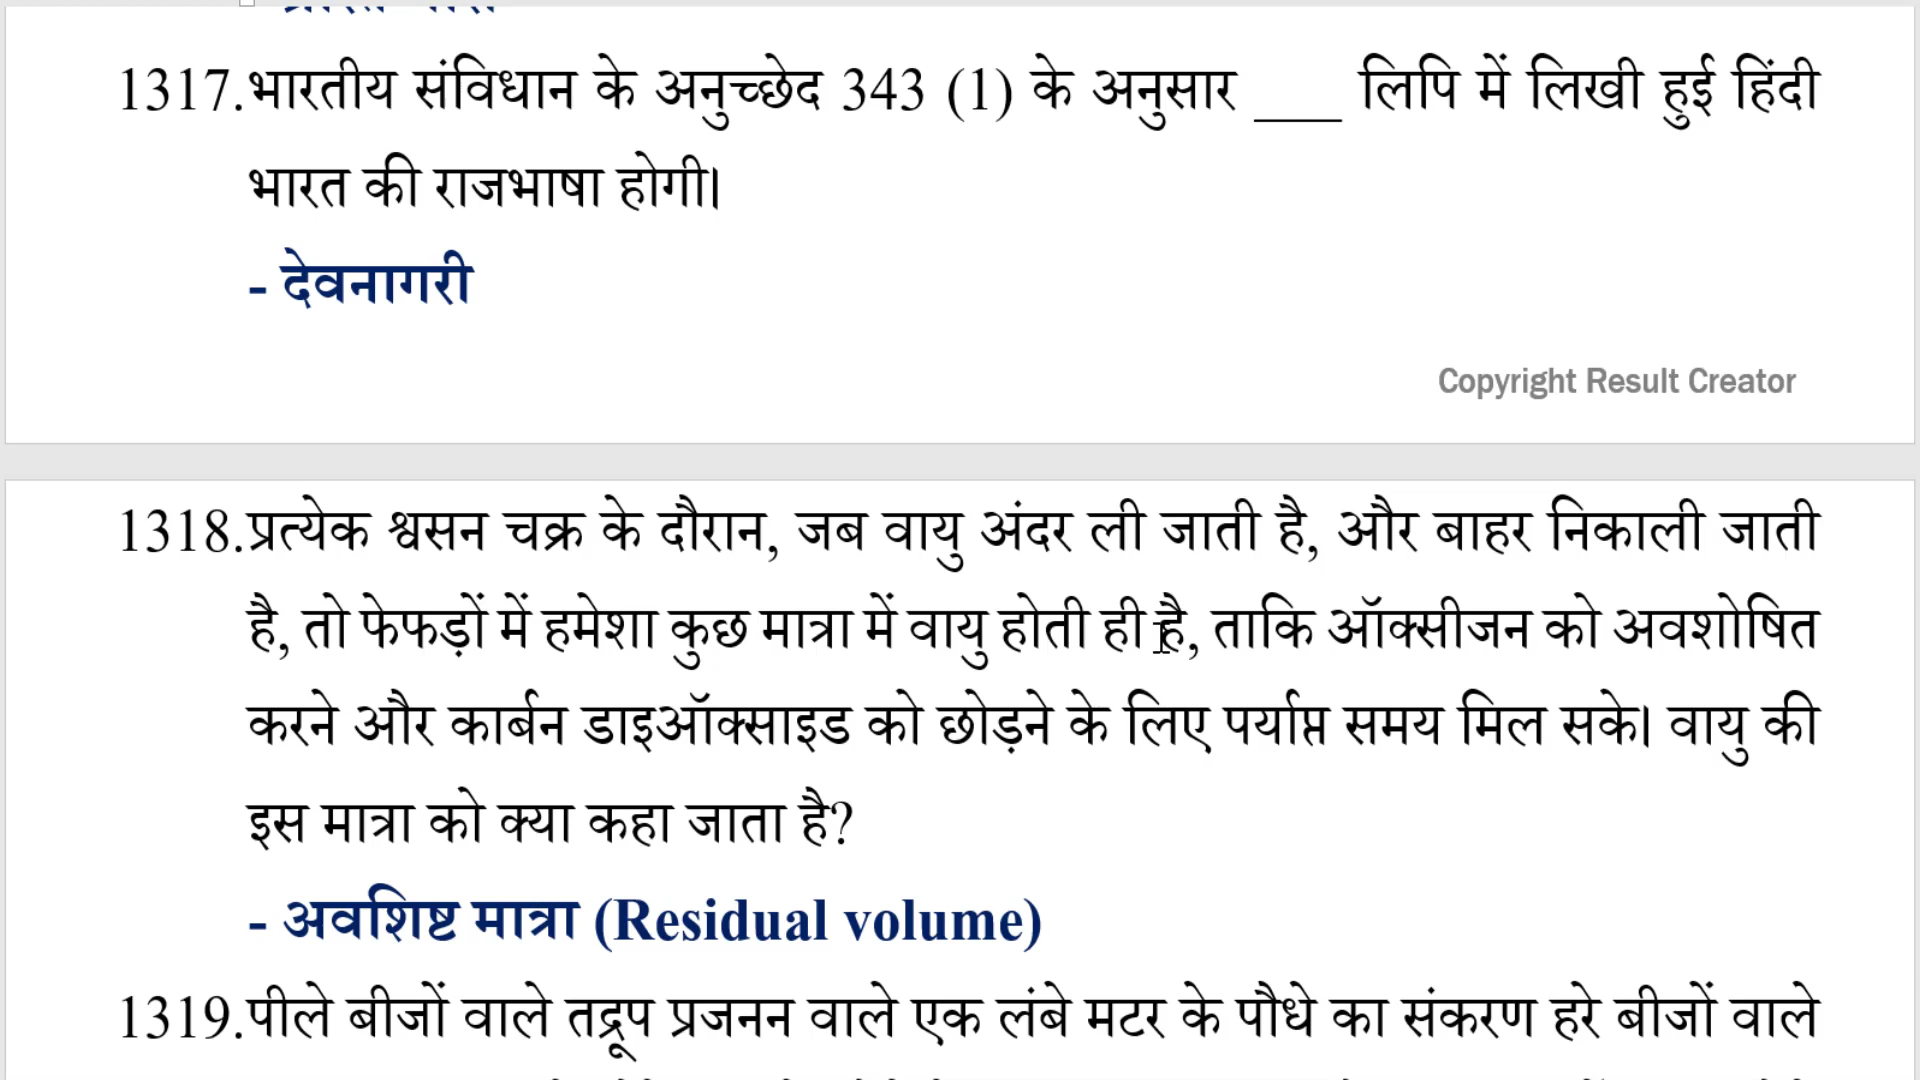 1317.भारतीय संविधान के अनुच्छेद 343 (1) के अनुसार ___ लिपि में लिखी हुई हिंदी
भारत की राजभाषा होगी।
- देवनागरी
Copyright Result Creator
1318.प्रत्येक श्वसन चक्र के दौरान, जब वायु अंदर ली जाती है, और बाहर निकाली जाती
है, तो फेफड़ों में हमेशा कुछ मात्रा में वायु होती ही है, ताकि ऑक्सीजन को अवशोषित
करने और कार्बन डाइऑक्साइड को छोड़ने के लिए पर्याप्त समय मिल सके। वायु की
इस मात्रा को क्या कहा जाता है?
- अवशिष्ट मात्रा (Residual volume)
1319.पीले बीजों वाले तद्रूप प्रजनन वाले एक लंबे मटर के पौधे का संकरण हरे बीजों वाले